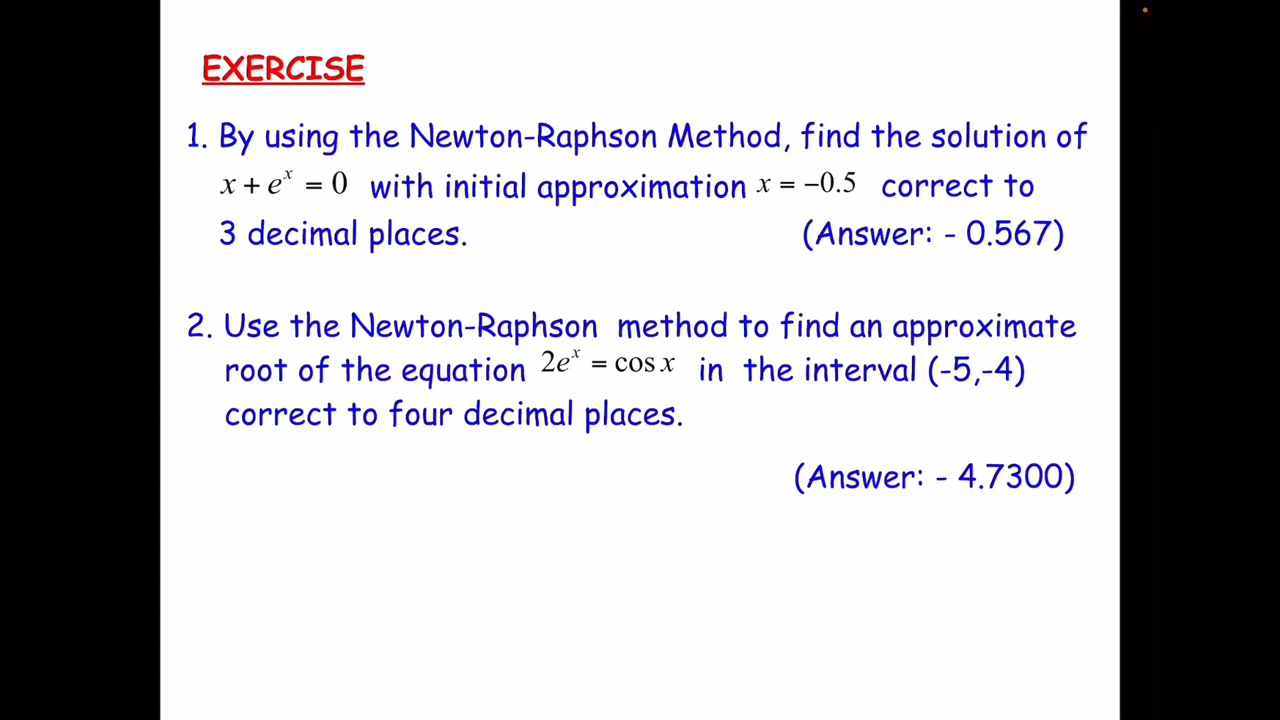 EXERCISE
1. By using the Newton-Raphson Method, find the solution of
x + eˣ = 0 with initial approximation x = −0.5 correct to
3 decimal places. (Answer: - 0.567)
2. Use the Newton-Raphson method to find an approximate
root of the equation 2eˣ = cos x in the interval (-5,-4)
correct to four decimal places.
(Answer: - 4.7300)